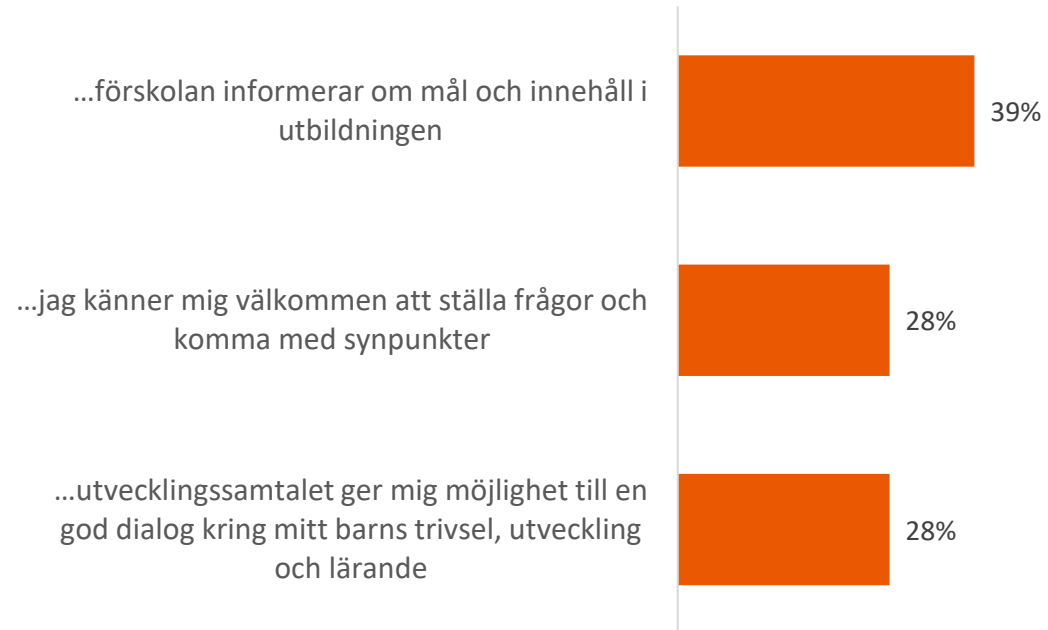 ...förskolan informerar om mål och innehåll i
utbildningen
39%
...jag känner mig välkommen att ställa frågor och
komma med synpunkter
28%
...utvecklingssamtalet ger mig möjlighet till en
god dialog kring mitt barns trivsel, utveckling
och lärande
28%